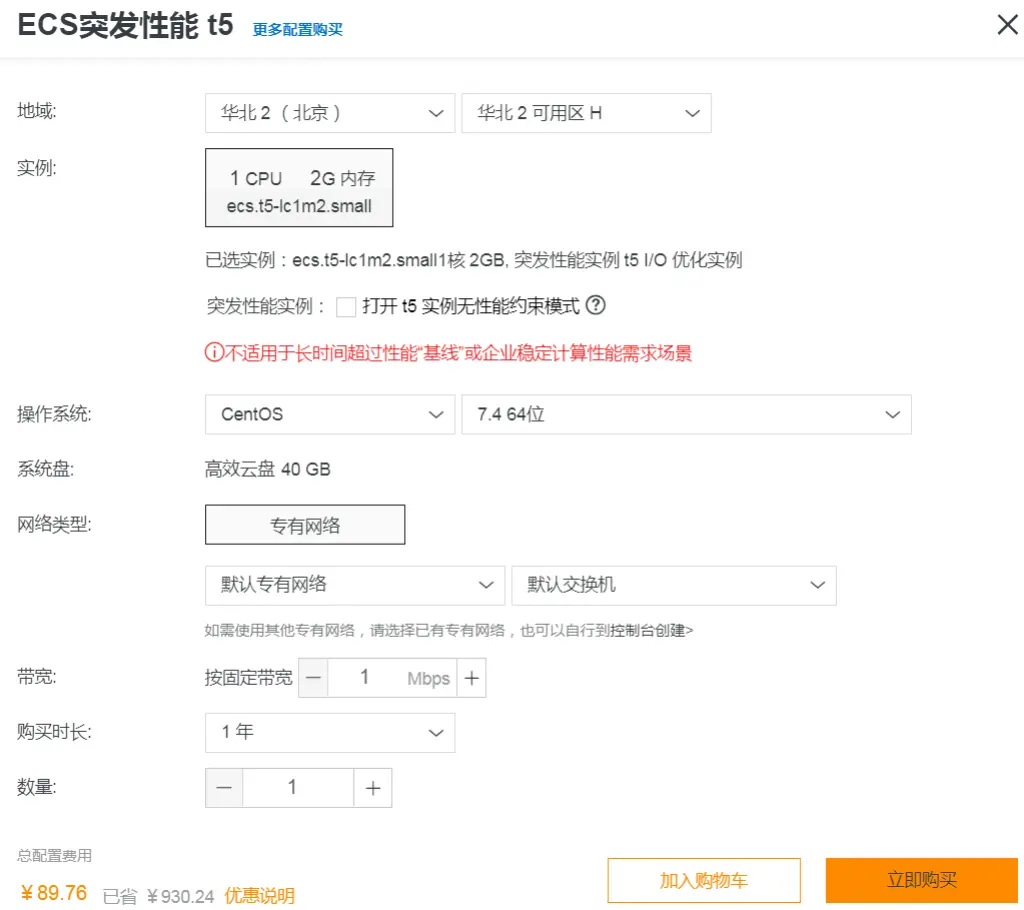 ECS突发性能 t5 更多配置购买
地域: 华北 2 （ 北京 ） 华北 2 可用区 H
实例: 1 CPU 2G 内存
ecs.t5-lc1m2.small
已选实例：ecs.t5-lc1m2.small1核 2GB, 突发性能实例 t5 I/O 优化实例
突发性能实例： 打开 t5 实例无性能约束模式 ?
不适用于长时间超过性能“基线”或企业稳定计算性能需求场景
操作系统: CentOS 7.4 64位
系统盘: 高效云盘 40 GB
网络类型: 专有网络
默认专有网络 默认交换机
如需使用其他专有网络，请选择已有专有网络，也可以自行到控制台创建>
带宽: 按固定带宽 — 1 Mbps +
购买时长: 1 年
数量: — 1 +
总配置费用
¥ 89.76 已省 ¥ 930.24 优惠说明 加入购物车 立即购买